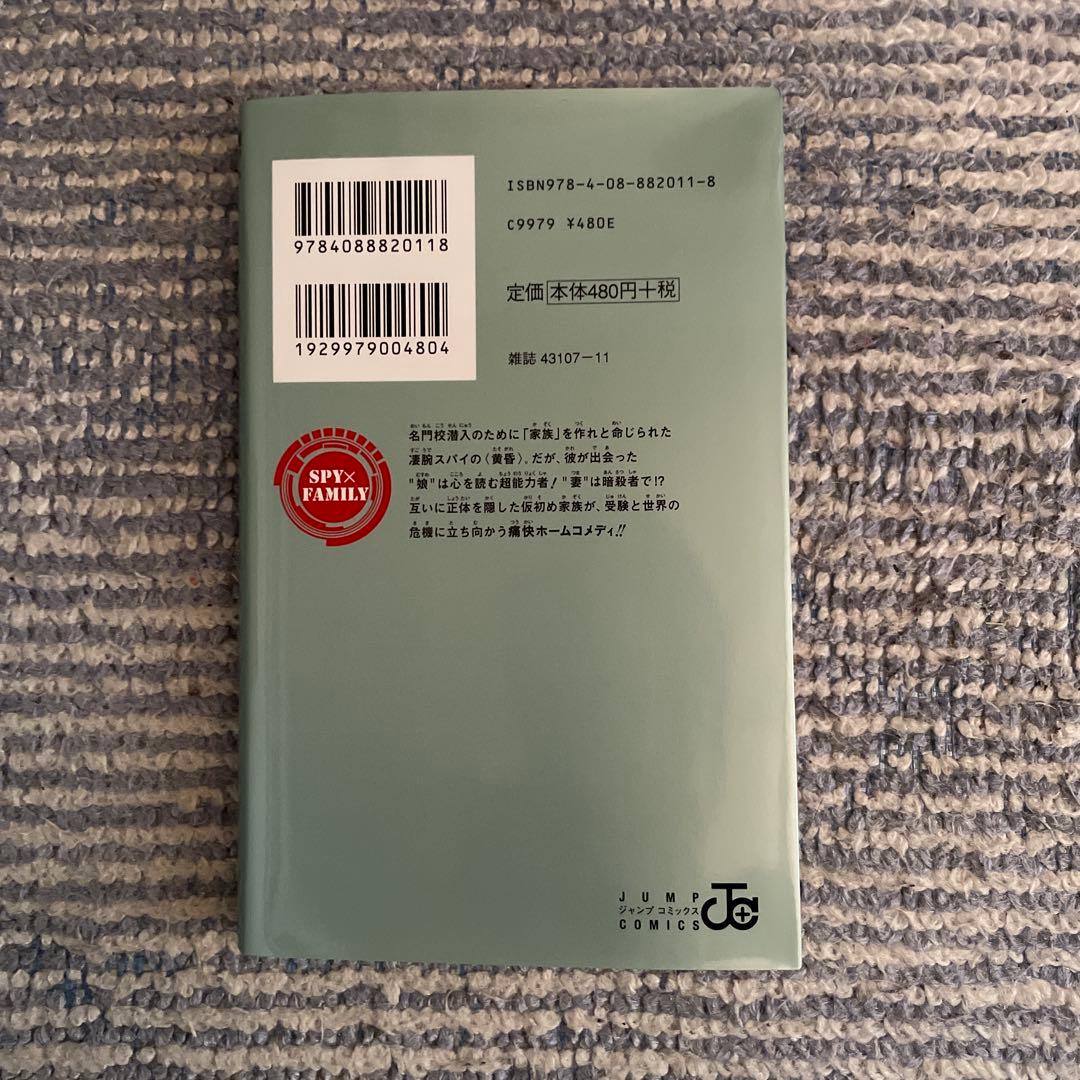 9784088820118
1929979004804
ISBN978-4-08-882011-8
C9979 ¥480E
定価 本体480円+税
雑誌 43107-11
SPY×
FAMILY
名門校潜入のために「家族」を作れと命じられた
凄腕スパイの〈黄昏〉。だが、彼が出会った
"娘"は心を読む超能力者!"妻"は暗殺者で!?
互いに正体を隠した仮初め家族が、受験と世界の
危機に立ち向かう痛快ホームコメディ!!
JUMP
ジャンプ コミックス
COMICS